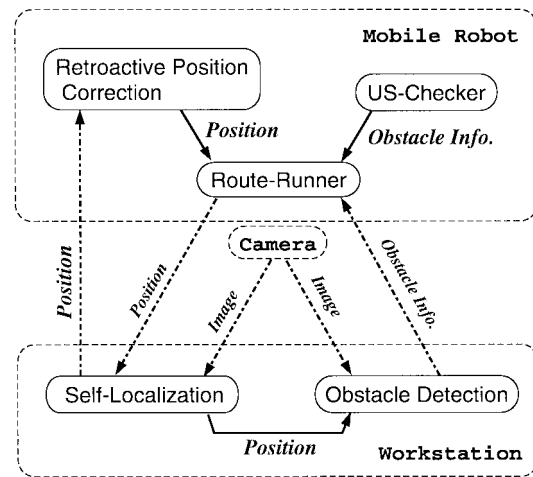 Mobile Robot
Retroactive Position
Correction
US-Checker
Position
Obstacle Info.
Route-Runner
Camera
Position
Position
Image
Image
Obstacle Info.
Self-Localization
Obstacle Detection
Position
Workstation